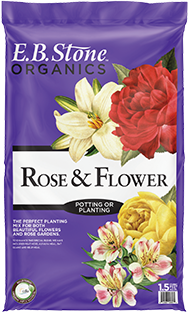 E.B. Stone
ORGANICS
ROSE & FLOWER
POTTING OR
PLANTING
THE PERFECT PLANTING
MIX FOR BOTH
BEAUTIFUL FLOWERS
AND ROSE GARDENS.
1.5